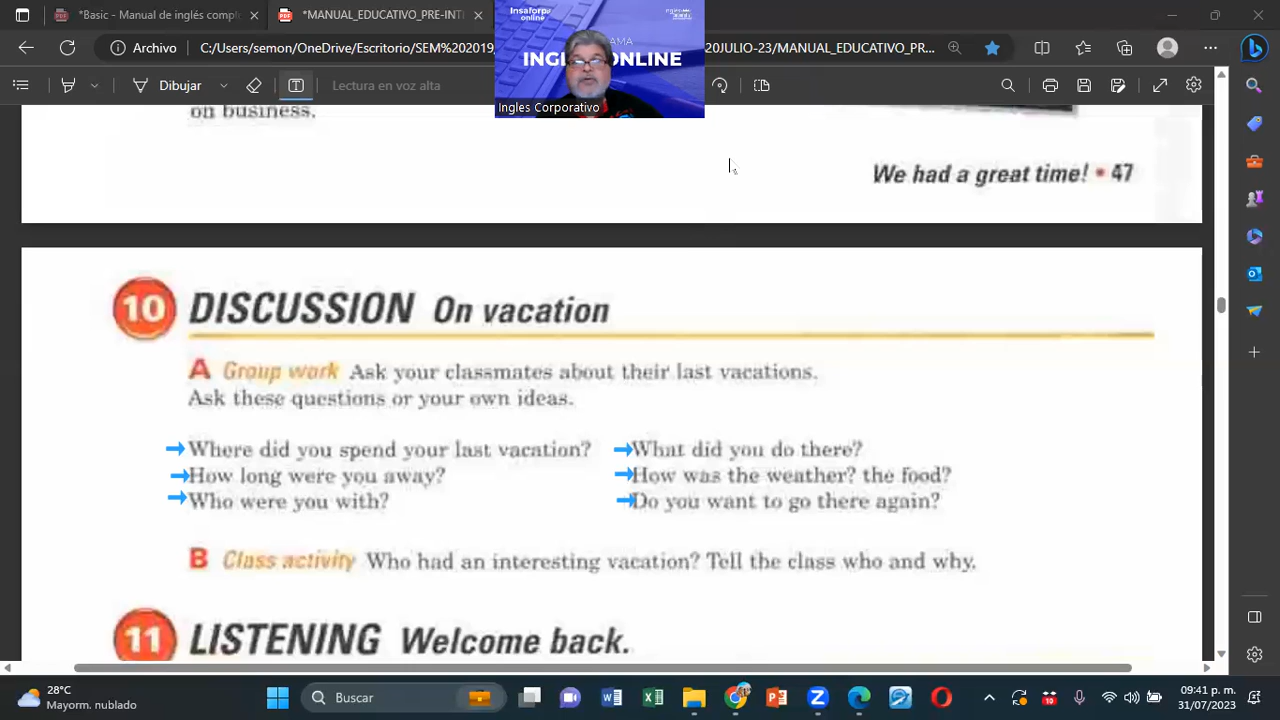 *Basic - Manual de inglés compl
*MANUAL_EDUCATIVO_PRE-INT
Insaforp
online
INGL ONLINE
Ingles Corporativo
Archivo
C:/Users/semon/OneDrive/Escritorio/SEM%202019,
20JULIO-23/MANUAL_EDUCATIVO_PR...
Dibujar
Lectura en voz alta
on business.
We had a great time! • 47
10 DISCUSSION On vacation
A Group work Ask your classmates about their last vacations.
Ask these questions or your own ideas.
Where did you spend your last vacation?
How long were you away?
Who were you with?
What did you do there?
How was the weather? the food?
Do you want to go there again?
B Class activity Who had an interesting vacation? Tell the class who and why.
11 LISTENING Welcome back.
28°C
Mayorm. nublado
Buscar
09:41 p. m.
31/07/2023